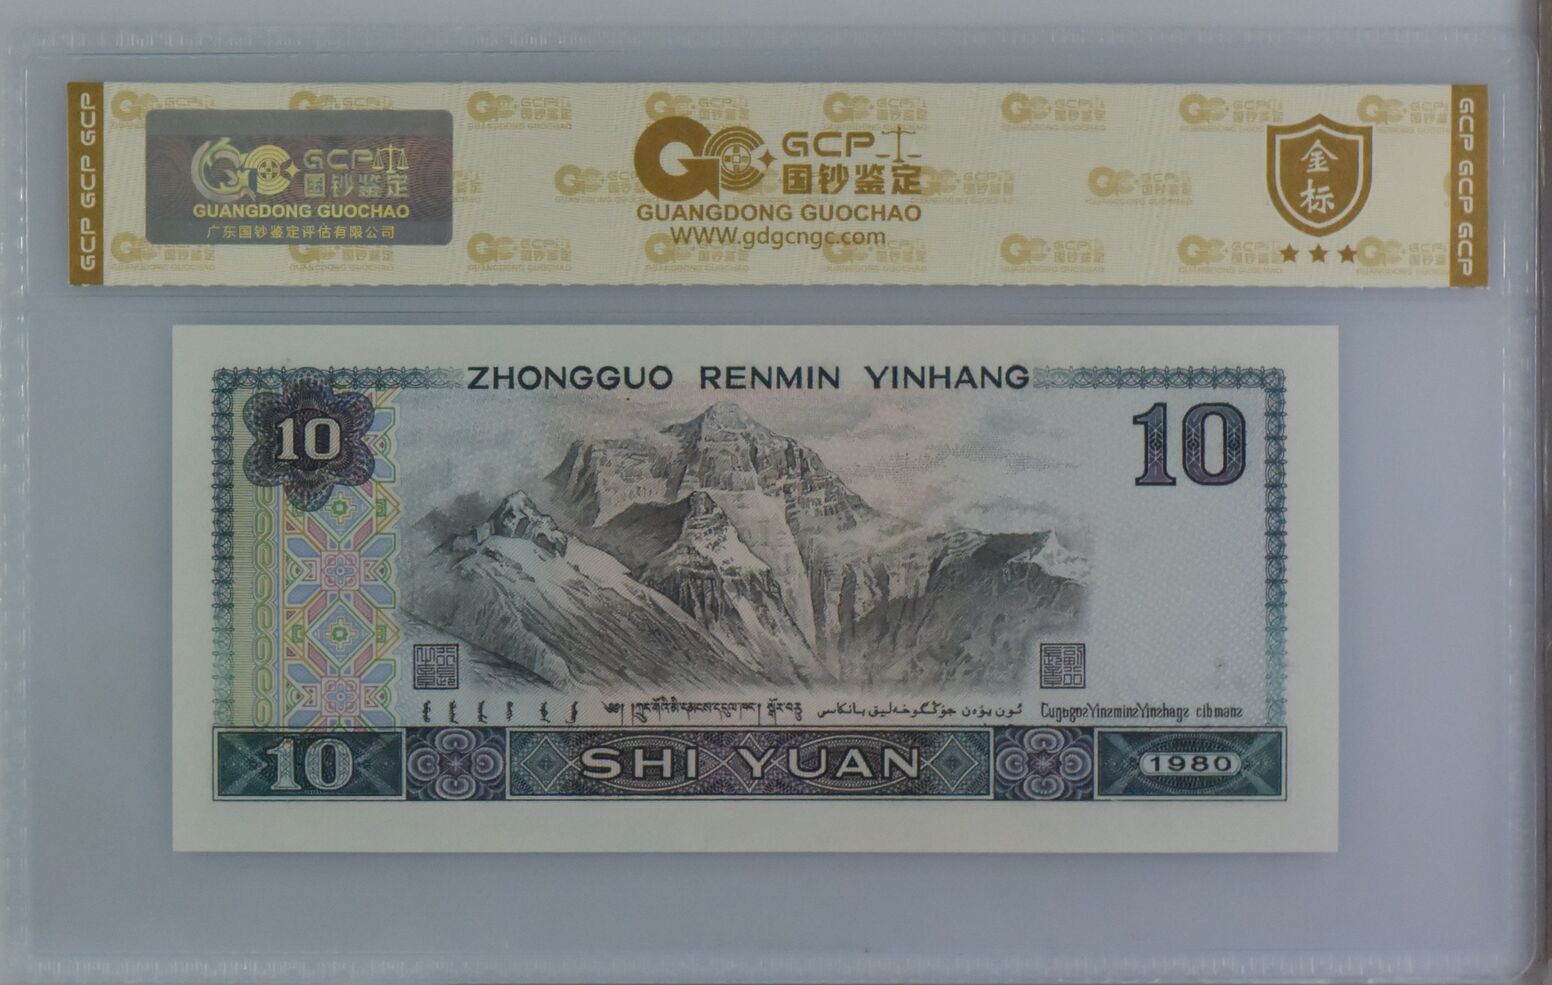 GCP GCP GCP
GCP
国钞鉴定
GUANGDONG GUOCHAO
广东国钞鉴定评估有限公司
GCP
国钞鉴定
GUANGDONG GUOCHAO
WWW.gdgcngc.com
金标
GCP GCP GCP
ZHONGGUO RENMIN YINHANG
10
10
10
SHI YUAN
1980